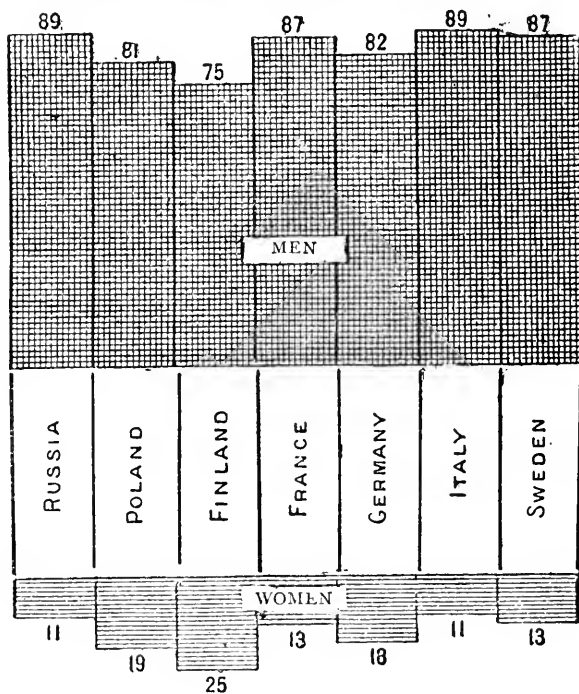 89 81 75 87 82 89 87
MEN
RUSSIA
POLAND
FINLAND
FRANCE
GERMANY
ITALY
SWEDEN
WOMEN
11 19 25 13 18 11 13